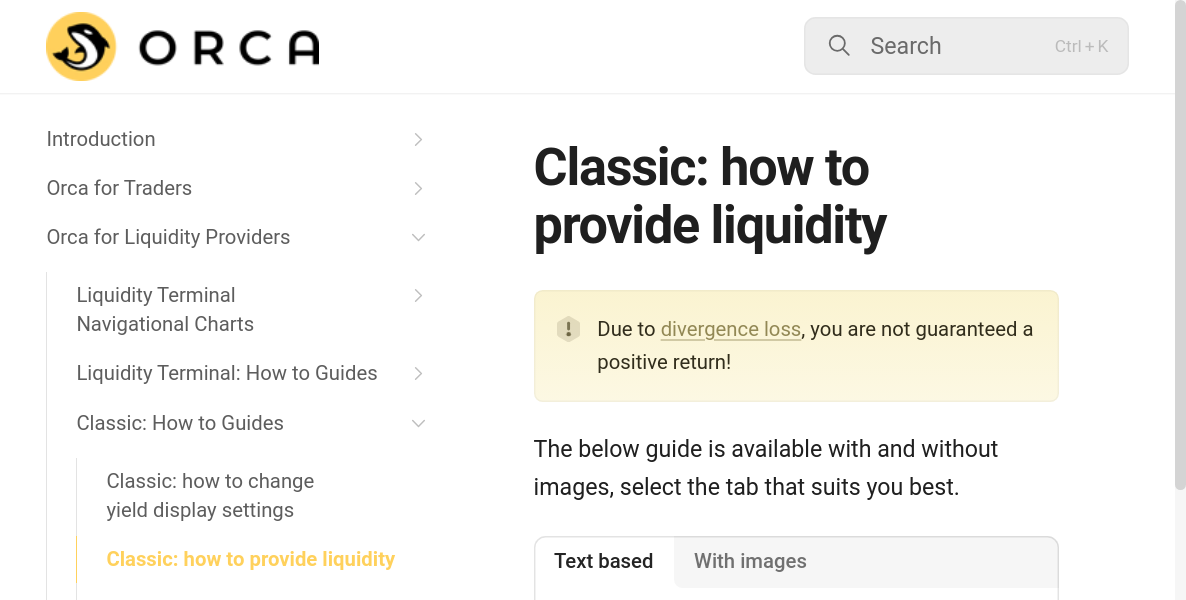 ORCA
Search
Ctrl + K
Introduction
Orca for Traders
Orca for Liquidity Providers
Liquidity Terminal
Navigational Charts
Liquidity Terminal: How to Guides
Classic: How to Guides
Classic: how to change
yield display settings
Classic: how to provide liquidity
Classic: how to
provide liquidity
Due to divergence loss, you are not guaranteed a
positive return!
The below guide is available with and without
images, select the tab that suits you best.
Text based
With images